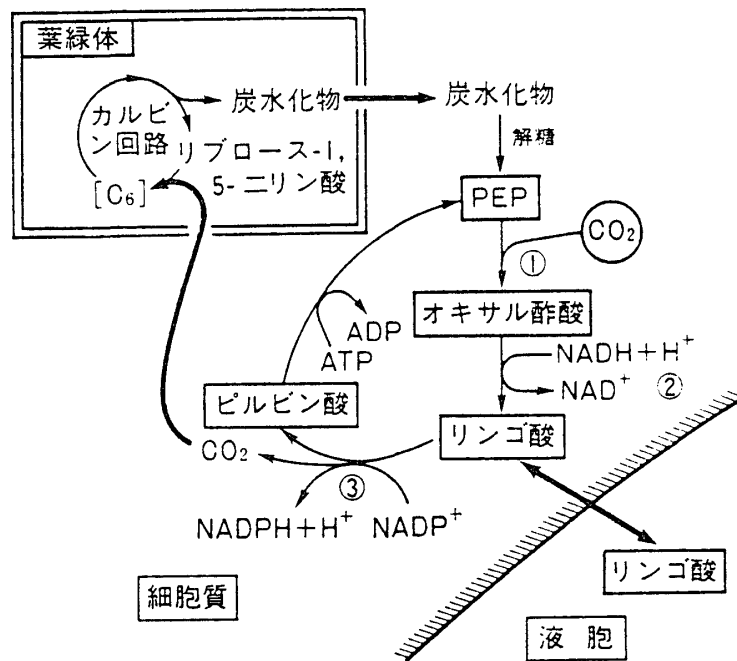 葉緑体
カルビ
ン回路
炭水化物
炭水化物
リブロース-1,
5-二リン酸
[C₆]
解糖
PEP
CO₂
①
オキサル酢酸
NADH+H⁺
NAD⁺ ②
ADP
ATP
ピルビン酸
リンゴ酸
CO₂
③
NADPH+H⁺ NADP⁺
リンゴ酸
細胞質
液胞